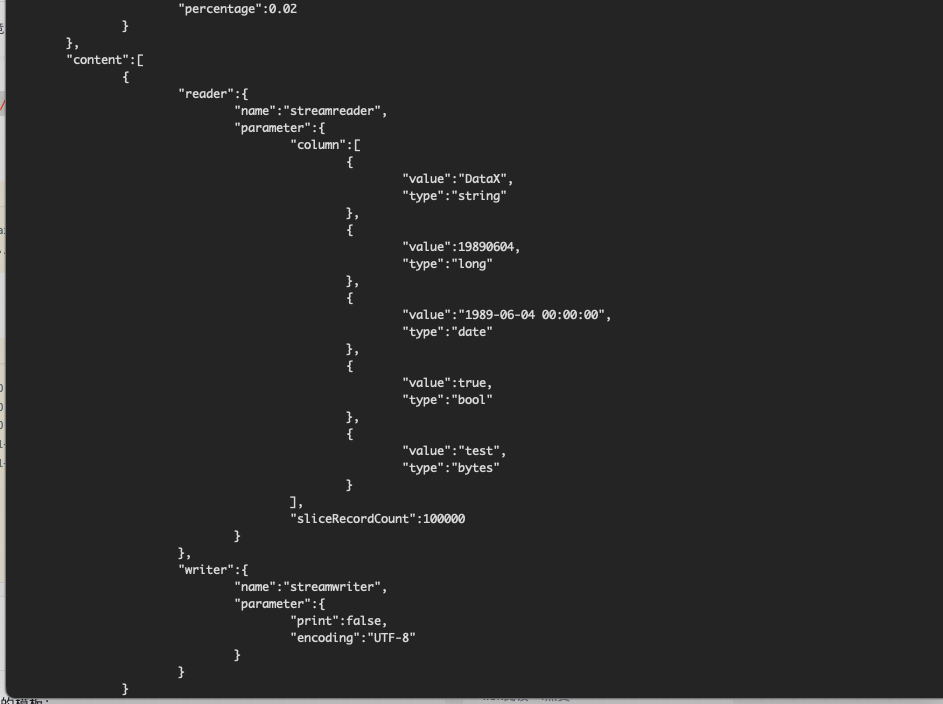 "percentage":0.02
}
},
"content":[
{
"reader":{
"name":"streamreader",
"parameter":{
"column":[
{
"value":"DataX",
"type":"string"
},
{
"value":19890604,
"type":"long"
},
{
"value":"1989-06-04 00:00:00",
"type":"date"
},
{
"value":true,
"type":"bool"
},
{
"value":"test",
"type":"bytes"
}
],
"sliceRecordCount":100000
}
},
"writer":{
"name":"streamwriter",
"parameter":{
"print":false,
"encoding":"UTF-8"
}
}
}